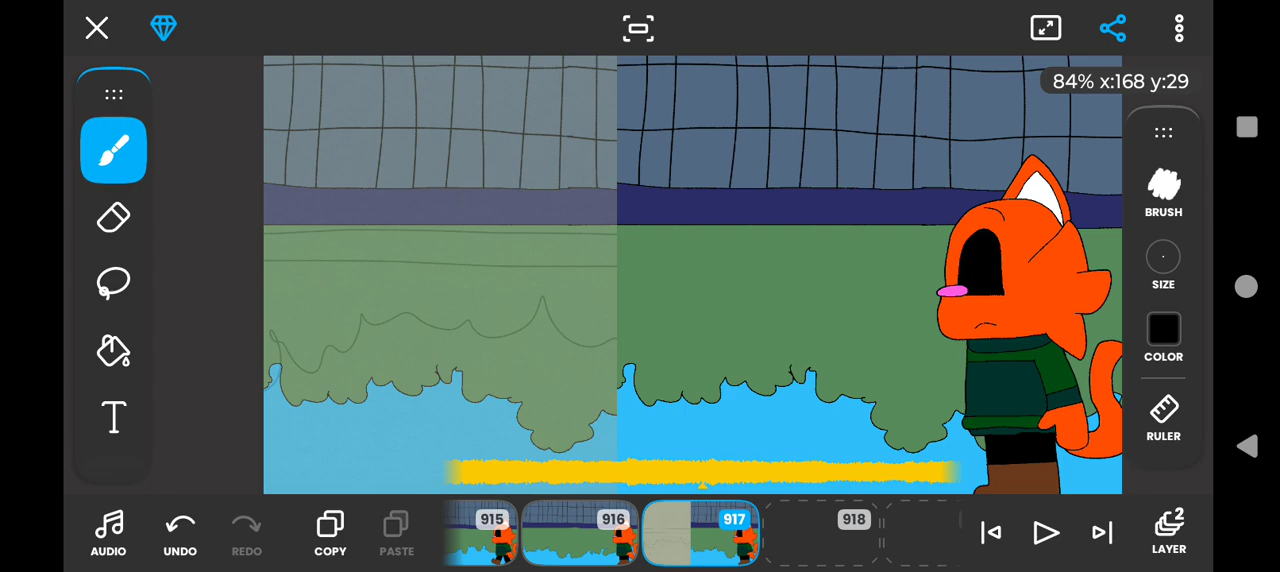 84% x:168 y:29
BRUSH
SIZE
COLOR
RULER
915
916
917
918
AUDIO
UNDO
REDO
COPY
PASTE
2
LAYER